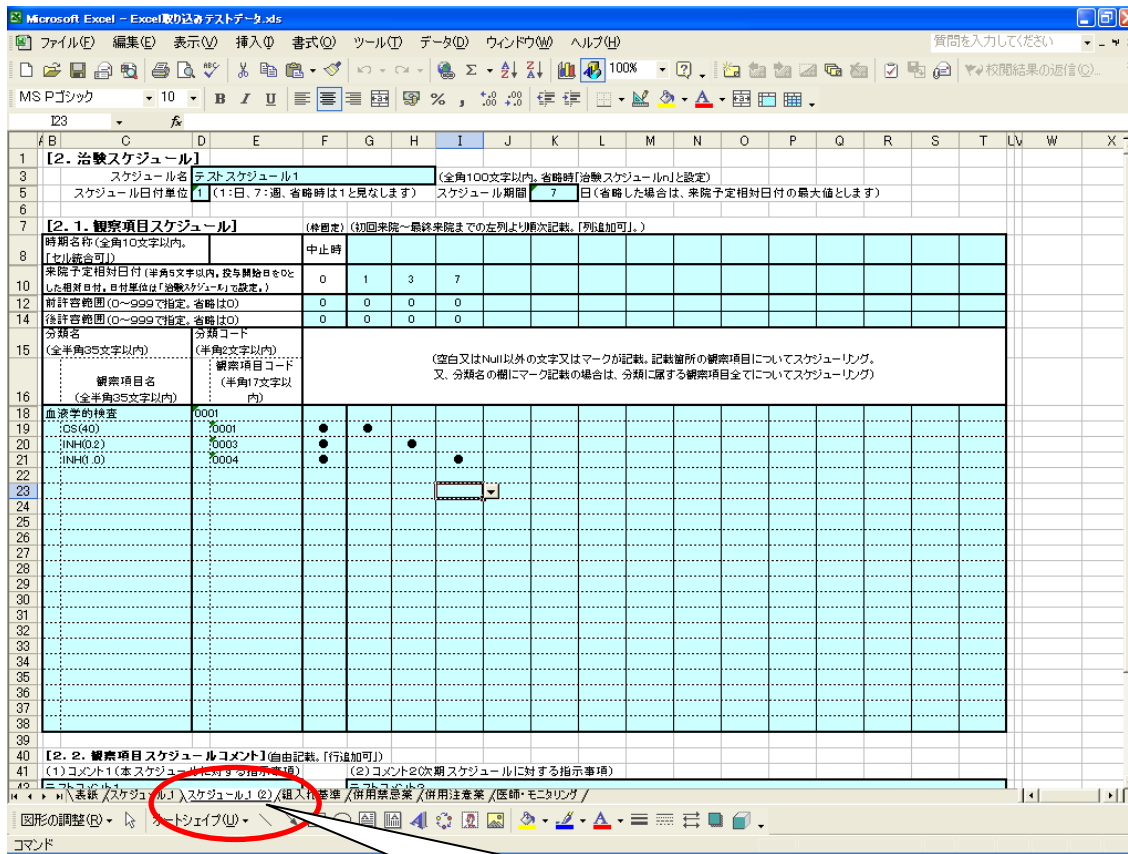 Microsoft Excel - Excel取り込みテストデータ.xls
ファイル(F) 編集(E) 表示(V) 挿入(I) 書式(O) ツール(T) データ(D) ウィンドウ(W) ヘルプ(H) 質問を入力してください
100% 校閲結果の返信(C)...
MS Pゴシック 10 B I U
I23 fx
B C D E F G H I J K L M N O P Q R S T U V W X
1 [2. 治験スケジュール]
3 スケジュール名 テストスケジュール1 (全角100文字以内。省略時「治験スケジュールn」と設定)
5 スケジュール日付単位 1 (1:日、7:週、省略時は1と見なします) スケジュール期間 7 日(省略した場合は、来院予定相対日付の最大値とします)
6
7 [2. 1. 観察項目スケジュール] (枠固定) (初回来院～最終来院までの左列より順次記載。「列追加可」。)
時期名称(全角10文字以内。
8 「セル統合可」) 中止時
来院予定相対日付(半角5文字以内。投与開始日を0と
10 した相対日付。日付単位は「治験スケジュール」で設定。) 0 1 3 7
12 前許容範囲(0～999で指定。省略は0) 0 0 0 0
14 後許容範囲(0～999で指定。省略は0) 0 0 0 0
分類名 分類コード
15 (全半角35文字以内) (半角2文字以内)
(空白又はNull以外の文字又はマークが記載。記載箇所の観察項目についてスケジューリング。
又、分類名の欄にマーク記載の場合は、分類に属する観察項目全てについてスケジューリング)
観察項目コード
観察項目名 (半角17文字以
16 (全半角35文字以内) 内)
18 血液学的検査 0001
19 CS(40) 0001 ● ●
20 INH(0.2) 0003 ● ●
21 INH(1.0) 0004 ● ●
22
23
24
25
26
27
28
29
30
31
32
33
34
35
36
37
38
39
40 [2. 2. 観察項目スケジュールコメント](自由記載。「行追加可」)
41 (1)コメント1(本スケジュールに対する指示事項) (2)コメント2(次期スケジュールに対する指示事項)
表紙 スケジュール_1 スケジュール_1 (2) 組入れ基準 併用禁忌薬 併用注意薬 医師・モニタリング
図形の調整(R) オートシェイプ(U)
コマンド